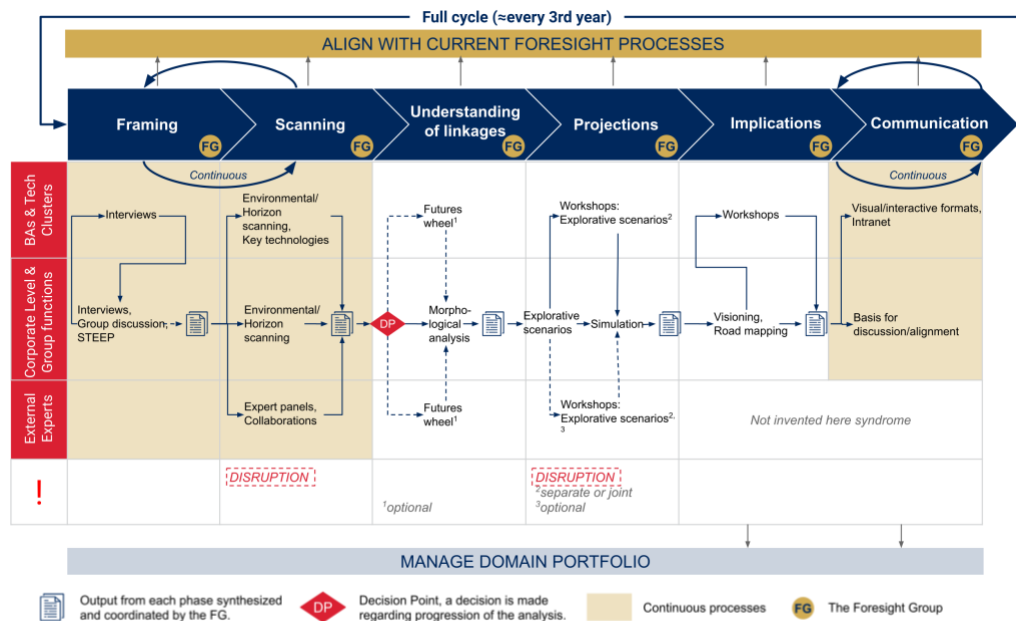 Full cycle (≈every 3rd year)
ALIGN WITH CURRENT FORESIGHT PROCESSES
Framing
FG
Scanning
FG
Understanding
of linkages
FG
Projections
FG
Implications
FG
Communication
FG
Continuous
Continuous
BAs & Tech
Clusters
Interviews
Environmental/
Horizon
scanning,
Key technologies
Futures
wheel1
Workshops:
Explorative scenarios2
Workshops
Visual/interactive formats,
Intranet
Corporate Level &
Group functions
Interviews,
Group discussion,
STEEP
Environmental/
Horizon
scanning
DP
Morpho-
logical
analysis
Explorative
scenarios
Simulation
Visioning,
Road mapping
Basis for
discussion/alignment
External
Experts
Expert panels,
Collaborations
Futures
wheel1
Workshops:
Explorative scenarios2,
3
Not invented here syndrome
!
DISRUPTION
1optional
DISRUPTION
2separate or joint
3optional
MANAGE DOMAIN PORTFOLIO
Output from each phase synthesized
and coordinated by the FG.
DP
Decision Point, a decision is made
regarding progression of the analysis.
Continuous processes
FG
The Foresight Group